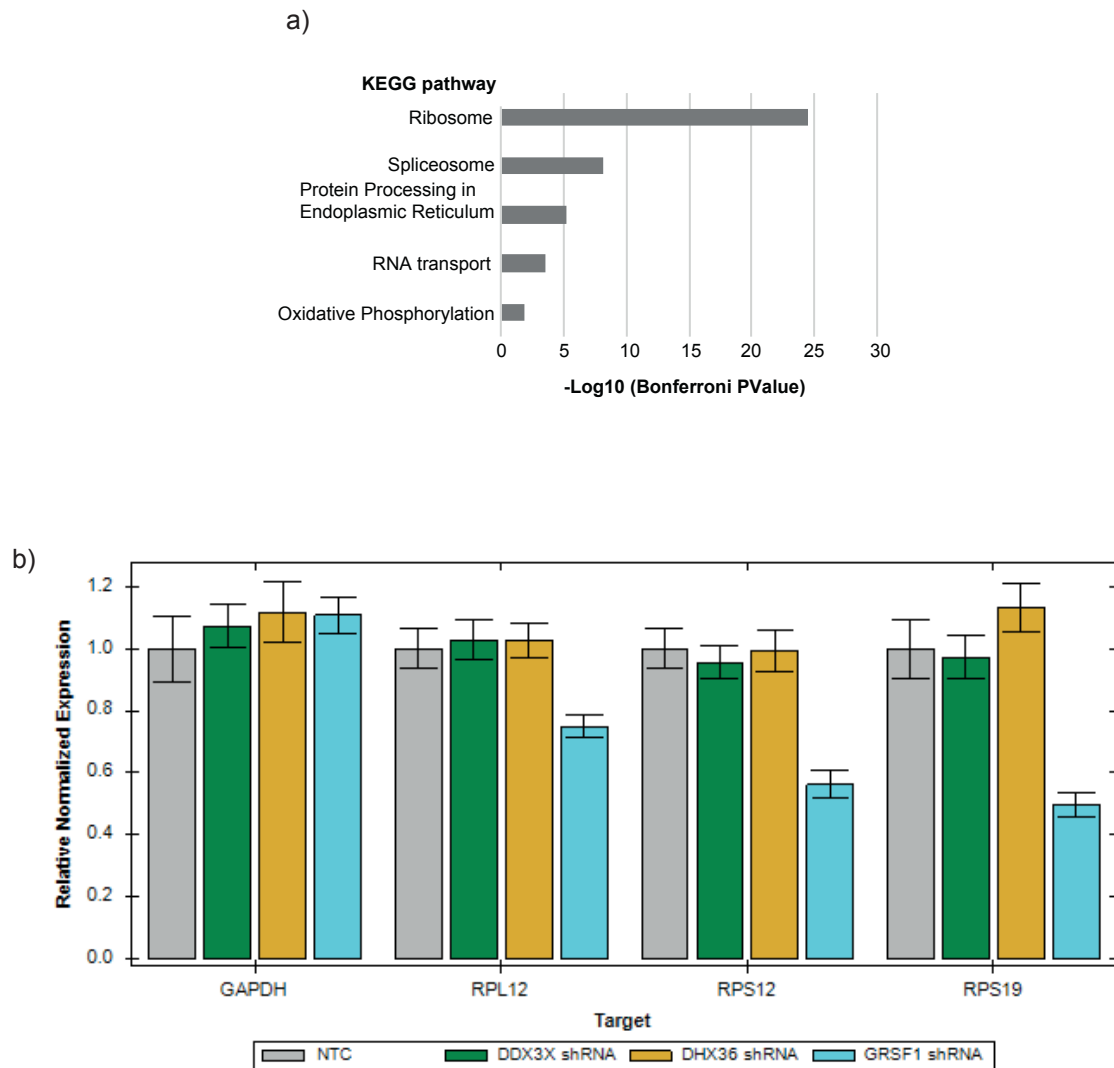 a)
KEGG pathway
Ribosome
Spliceosome
Protein Processing in
Endoplasmic Reticulum
RNA transport
Oxidative Phosphorylation
0 5 10 15 20 25 30
-Log10 (Bonferroni PValue)
b)
Relative Normalized Expression
1.2
1.0
0.8
0.6
0.4
0.2
0.0
GAPDH RPL12 RPS12 RPS19
Target
NTC DDX3X shRNA DHX36 shRNA GRSF1 shRNA